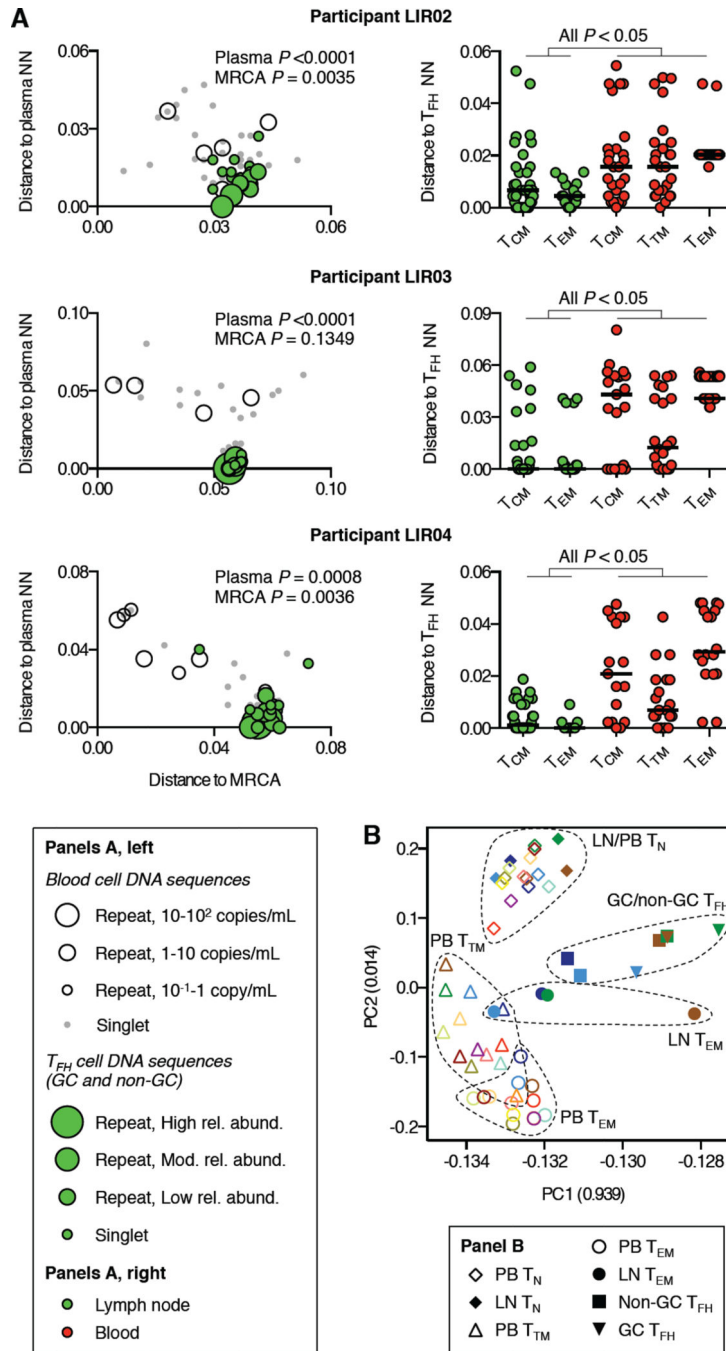 A
Participant LIR02
Distance to plasma NN
0.06
0.03
0.00
0.00
0.03
0.06
Plasma P <0.0001
MRCA P = 0.0035
Distance to TFH NN
0.06
0.04
0.02
0.00
All P < 0.05
TCM
TEM
TCM
TTM
TEM
Participant LIR03
Distance to plasma NN
0.10
0.05
0.00
0.00
0.05
0.10
Plasma P <0.0001
MRCA P = 0.1349
Distance to TFH NN
0.09
0.06
0.03
0.00
All P < 0.05
TCM
TEM
TCM
TTM
TEM
Participant LIR04
Distance to plasma NN
0.08
0.04
0.00
0.00
0.04
0.08
Distance to MRCA
Plasma P = 0.0008
MRCA P = 0.0036
Distance to TFH NN
0.06
0.04
0.02
0.00
All P < 0.05
TCM
TEM
TCM
TTM
TEM
Panels A, left
Blood cell DNA sequences
Repeat, 10-10² copies/mL
Repeat, 1-10 copies/mL
Repeat, 10⁻¹-1 copy/mL
Singlet
TFH cell DNA sequences
(GC and non-GC)
Repeat, High rel. abund.
Repeat, Mod. rel. abund.
Repeat, Low rel. abund.
Singlet
Panels A, right
Lymph node
Blood
B
PC2 (0.014)
0.2
0.1
0.0
-0.1
-0.2
LN/PB TN
GC/non-GC TFH
PB TTM
LN TEM
PB TEM
-0.134
-0.132
-0.130
-0.128
PC1 (0.939)
Panel B
PB TN
LN TN
PB TTM
PB TEM
LN TEM
Non-GC TFH
GC TFH